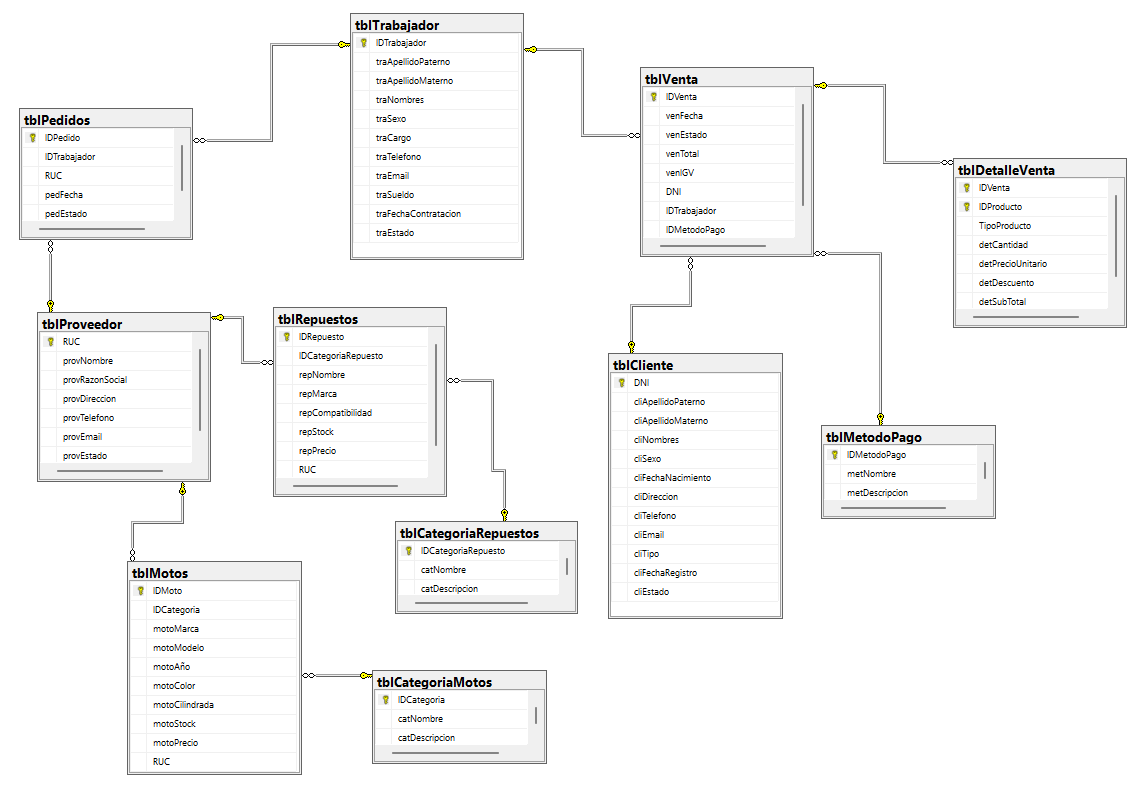 tblTrabajador
IDTrabajador
traApellidoPaterno
traApellidoMaterno
traNombres
traSexo
traCargo
traTelefono
traEmail
traSueldo
traFechaContratacion
traEstado
tblVenta
IDVenta
venFecha
venEstado
venTotal
venIGV
DNI
IDTrabajador
IDMetodoPago
tblPedidos
IDPedido
IDTrabajador
RUC
pedFecha
pedEstado
tblDetalleVenta
IDVenta
IDProducto
TipoProducto
detCantidad
detPrecioUnitario
detDescuento
detSubTotal
tblProveedor
RUC
provNombre
provRazonSocial
provDireccion
provTelefono
provEmail
provEstado
tblRepuestos
IDRepuesto
IDCategoriaRepuesto
repNombre
repMarca
repCompatibilidad
repStock
repPrecio
RUC
tblCliente
DNI
cliApellidoPaterno
cliApellidoMaterno
cliNombres
cliSexo
cliFechaNacimiento
cliDireccion
cliTelefono
cliEmail
cliTipo
cliFechaRegistro
cliEstado
tblMetodoPago
IDMetodoPago
metNombre
metDescripcion
tblCategoriaRepuestos
IDCategoriaRepuesto
catNombre
catDescripcion
tblMotos
IDMoto
IDCategoria
motoMarca
motoModelo
motoAño
motoColor
motoCilindrada
motoStock
motoPrecio
RUC
tblCategoriaMotos
IDCategoria
catNombre
catDescripcion